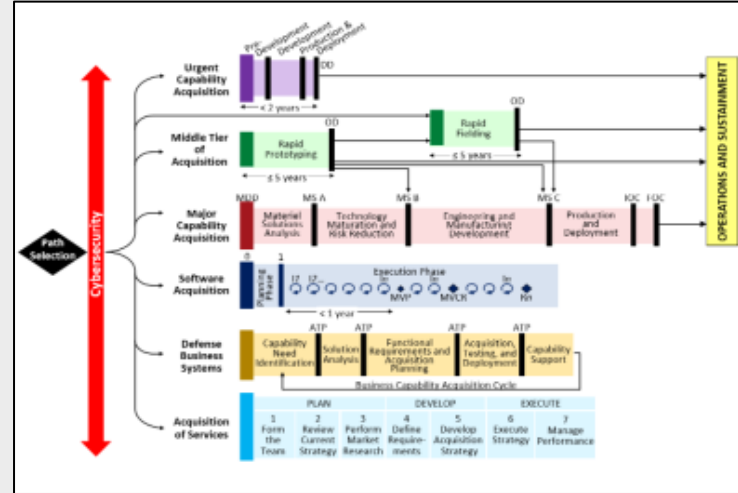 Path
Selection
Cybersecurity
Urgent
Capability
Acquisition
Pre-
Development
Development
Production &
Deployment
OD
< 2 years
Middle Tier
of
Acquisition
Rapid
Prototyping
OD
≤ 5 years
Rapid
Fielding
OD
≤ 5 years
Major
Capability
Acquisition
MDD
Materiel
Solutions
Analysis
MS A
Technology
Maturation and
Risk Reduction
MS B
Engineering and
Manufacturing
Development
MS C
Production
and
Deployment
IOC
FOC
OPERATIONS AND SUSTAINMENT
Software
Acquisition
0
Planning
Phase
1
Execution Phase
MVP
MVCR
Rn
< 1 year
Defense
Business
Systems
Capability
Need
Identification
ATP
Solution
Analysis
ATP
Functional
Requirements and
Acquisition
Planning
ATP
Acquisition,
Testing, and
Deployment
ATP
Capability
Support
Business Capability Acquisition Cycle
Acquisition
of Services
PLAN
DEVELOP
EXECUTE
1
Form
the
Team
2
Review
Current
Strategy
3
Perform
Market
Research
4
Define
Require-
ments
5
Develop
Acquisition
Strategy
6
Execute
Strategy
7
Manage
Performance